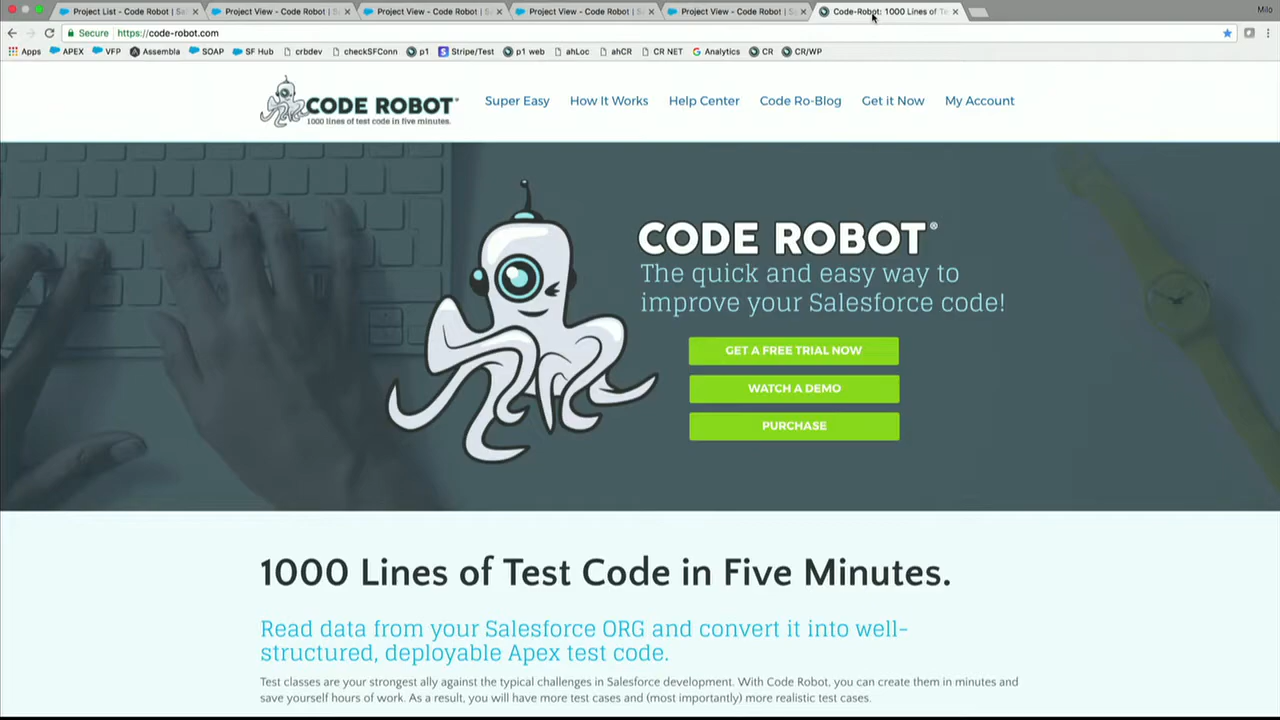 Project List - Code Robot | Sal
Project View - Code Robot | S
Project View - Code Robot | S
Project View - Code Robot | S
Project View - Code Robot | S
Code-Robot: 1000 Lines of Te
Milo
Secure
https://code-robot.com
Apps
APEX
VFP
Assembla
SOAP
SF Hub
crbdev
checkSFConn
p1
Stripe/Test
p1 web
ahLoc
ahCR
CR NET
Analytics
CR
CR/WP
CODE ROBOT
1000 lines of test code in five minutes.
Super Easy
How It Works
Help Center
Code Ro-Blog
Get it Now
My Account
CODE ROBOT®
The quick and easy way to
improve your Salesforce code!
GET A FREE TRIAL NOW
WATCH A DEMO
PURCHASE
1000 Lines of Test Code in Five Minutes.
Read data from your Salesforce ORG and convert it into well-
structured, deployable Apex test code.
Test classes are your strongest ally against the typical challenges in Salesforce development. With Code Robot, you can create them in minutes and
save yourself hours of work. As a result, you will have more test cases and (most importantly) more realistic test cases.